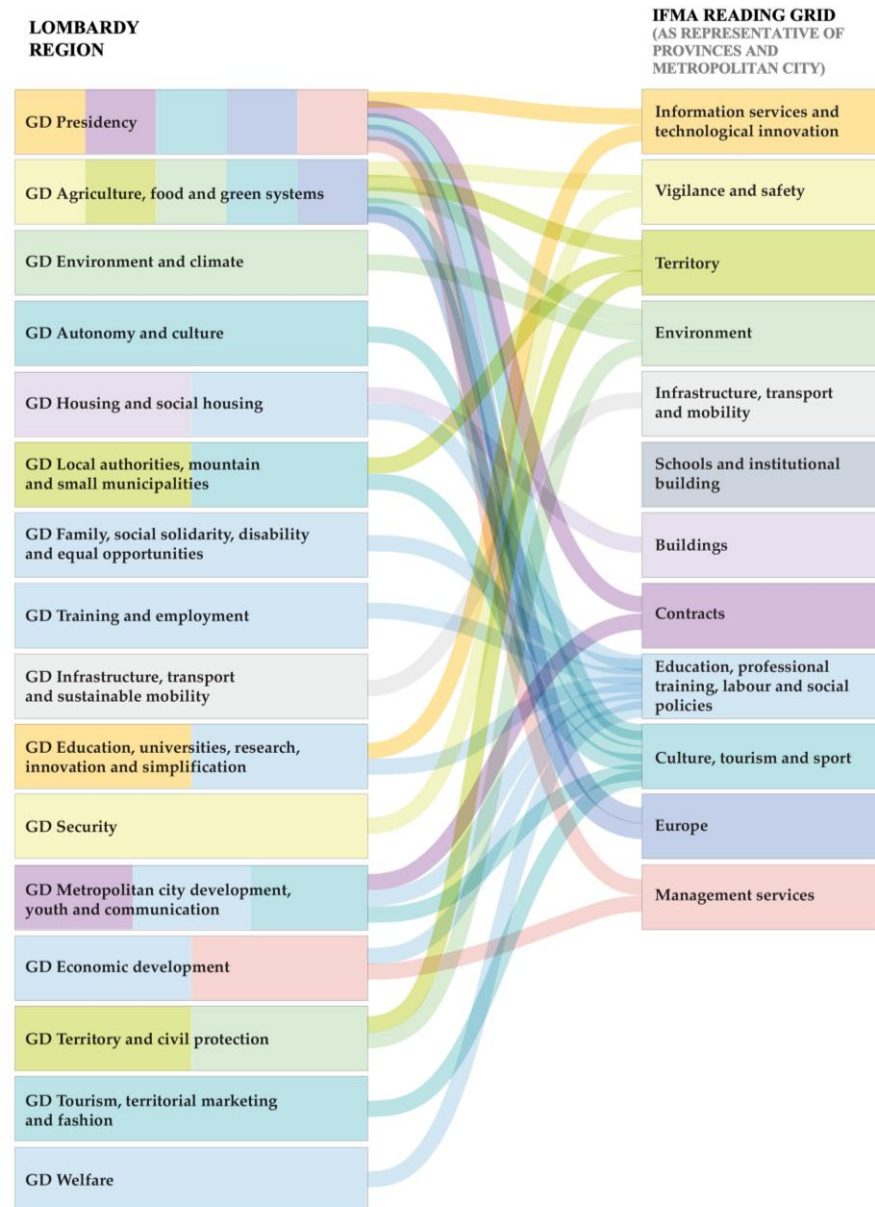 LOMBARDY
REGION
GD Presidency
GD Agriculture, food and green systems
GD Environment and climate
GD Autonomy and culture
GD Housing and social housing
GD Local authorities, mountain
and small municipalities
GD Family, social solidarity, disability
and equal opportunities
GD Training and employment
GD Infrastructure, transport
and sustainable mobility
GD Education, universities, research,
innovation and simplification
GD Security
GD Metropolitan city development,
youth and communication
GD Economic development
GD Territory and civil protection
GD Tourism, territorial marketing
and fashion
GD Welfare
IFMA READING GRID
(AS REPRESENTATIVE OF
PROVINCES AND
METROPOLITAN CITY)
Information services and
technological innovation
Vigilance and safety
Territory
Environment
Infrastructure, transport
and mobility
Schools and institutional
building
Buildings
Contracts
Education, professional
training, labour and social
policies
Culture, tourism and sport
Europe
Management services